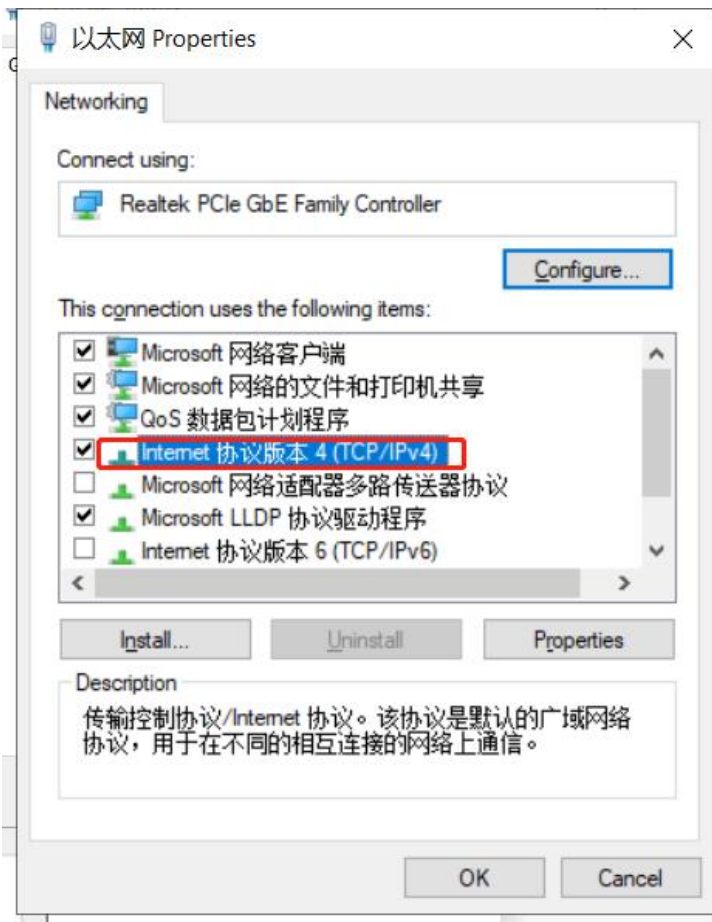 以太网 Properties
G
Networking
Connect using:
Realtek PCIe GbE Family Controller
Configure...
This connection uses the following items:
Microsoft 网络客户端
Microsoft 网络的文件和打印机共享
QoS 数据包计划程序
Internet 协议版本 4 (TCP/IPv4)
Microsoft 网络适配器多路传送器协议
Microsoft LLDP 协议驱动程序
Internet 协议版本 6 (TCP/IPv6)
Install...
Uninstall
Properties
Description
传输控制协议/Internet 协议。该协议是默认的广域网络
协议，用于在不同的相互连接的网络上通信。
OK
Cancel